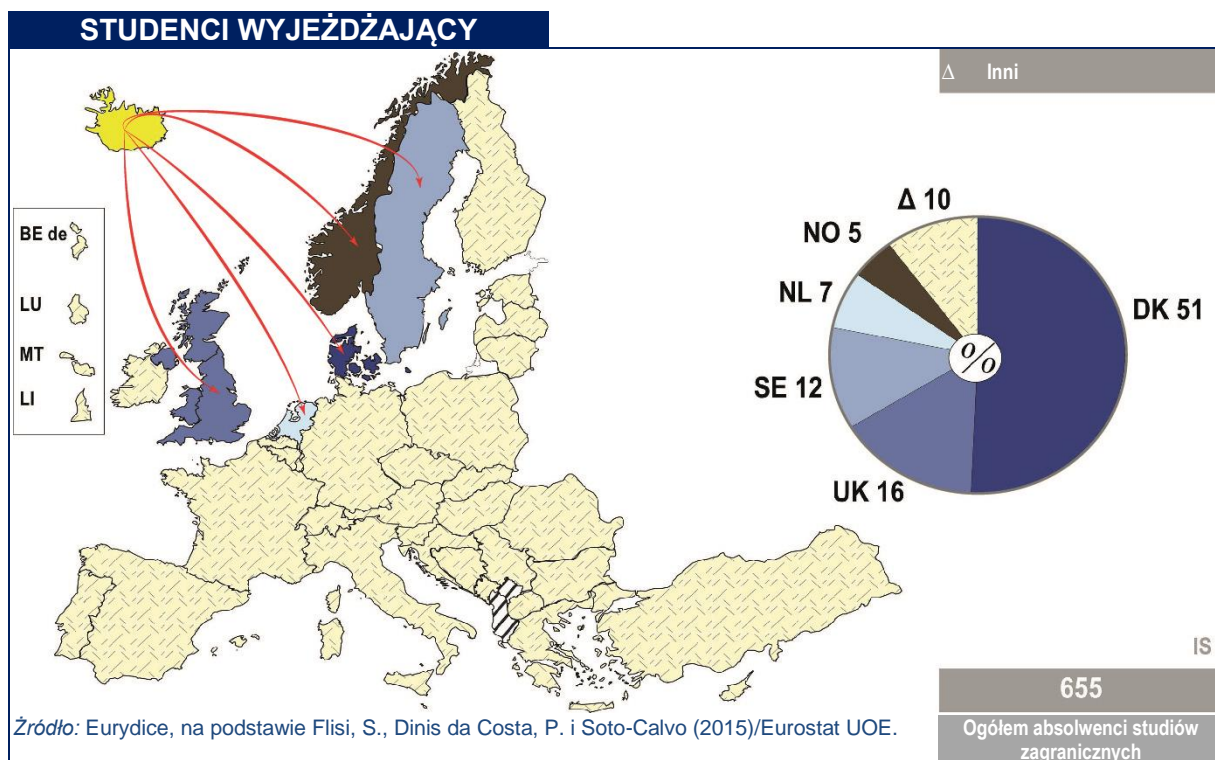 STUDENCI WYJEŻDŻAJĄCY
Δ Inni
BE de
LU
MT
LI
Δ 10
NO 5
NL 7
SE 12
UK 16
DK 51
%
IS
655
Ogółem absolwenci studiów
zagranicznych
Źródło: Eurydice, na podstawie Flisi, S., Dinis da Costa, P. i Soto-Calvo (2015)/Eurostat UOE.